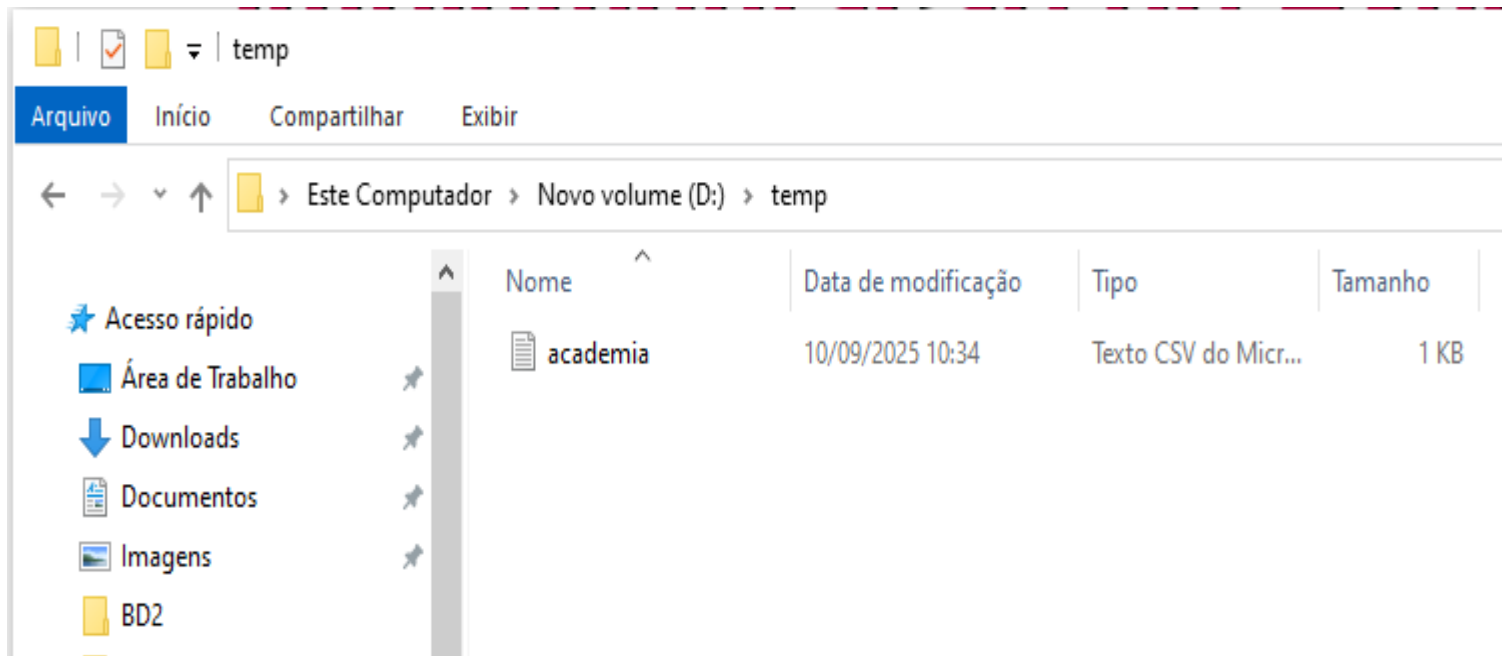 temp
Arquivo Início Compartilhar Exibir
Este Computador > Novo volume (D:) > temp
Nome Data de modificação Tipo Tamanho
Acesso rápido
academia 10/09/2025 10:34 Texto CSV do Micr... 1 KB
Área de Trabalho
Downloads
Documentos
Imagens
BD2